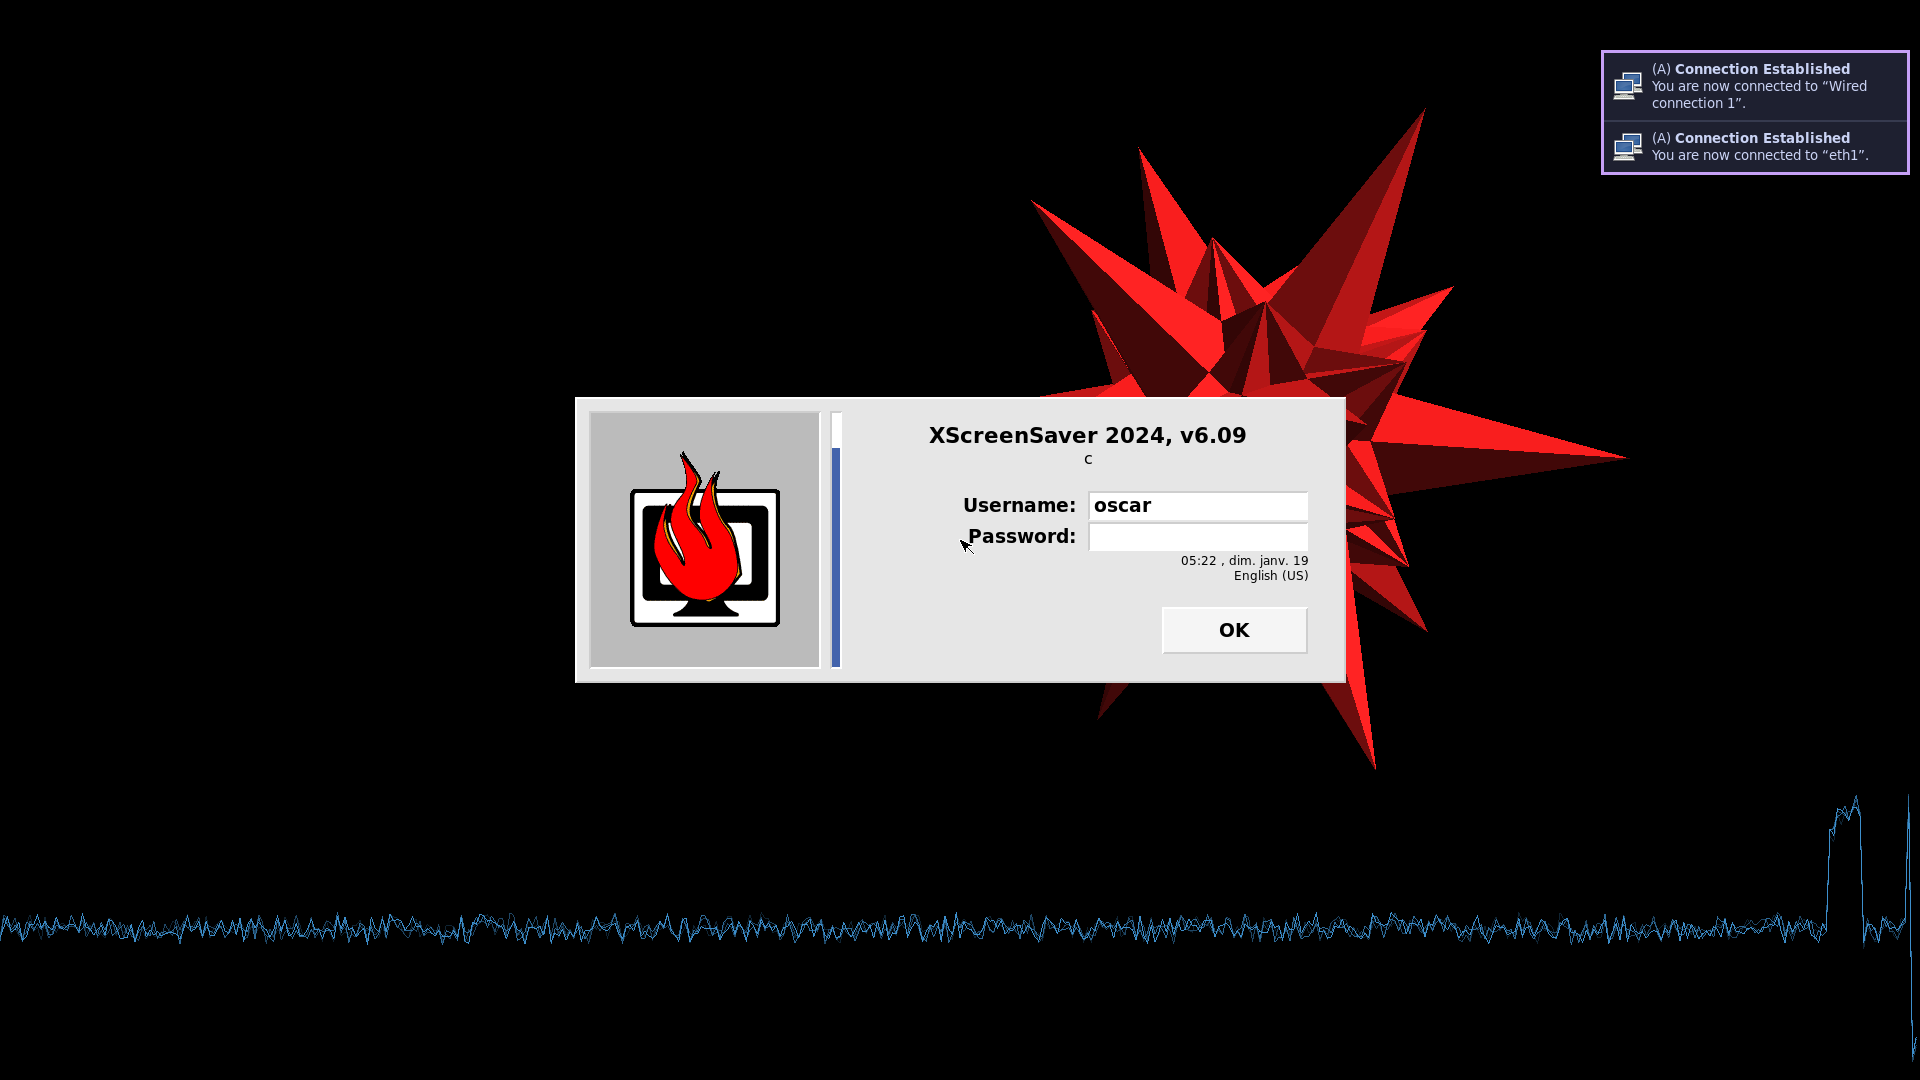 (A) Connection Established
You are now connected to “Wired
connection 1”.
(A) Connection Established
You are now connected to “eth1”.
XScreenSaver 2024, v6.09
c
Username: oscar
Password:
05:22 , dim. janv. 19
English (US)
OK